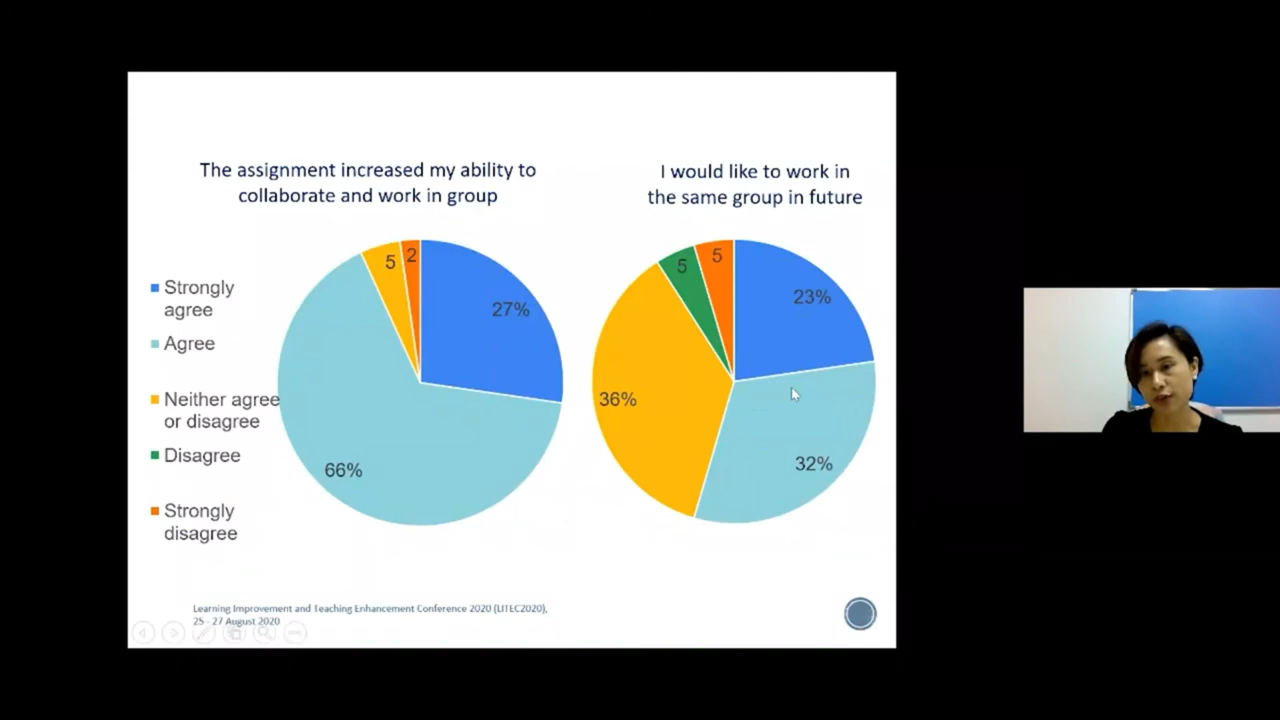 The assignment increased my ability to
collaborate and work in group
I would like to work in
the same group in future
Strongly
agree
Agree
Neither agree
or disagree
Disagree
Strongly
disagree
5
2
27%
66%
5
5
23%
36%
32%
Learning Improvement and Teaching Enhancement Conference 2020 (LITEC2020),
25 - 27 August 2020